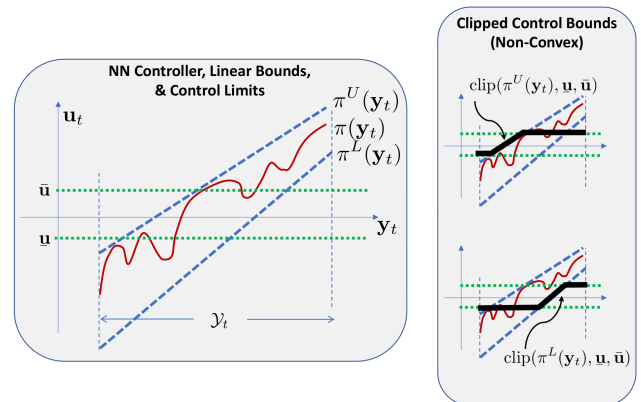 NN Controller, Linear Bounds,
& Control Limits
u_t
π^U(y_t)
π(y_t)
π^L(y_t)
ū
u̲
y_t
𝒴_t
Clipped Control Bounds
(Non-Convex)
clip(π^U(y_t), u̲, ū)
clip(π^L(y_t), u̲, ū)